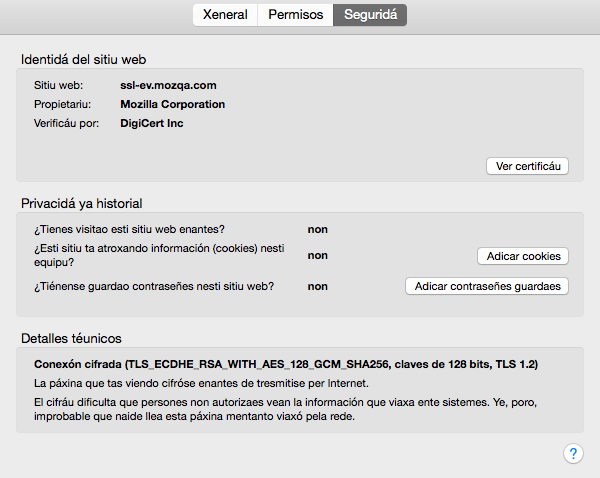 Xeneral Permisos Seguridá
Identidá del sitiu web
Sitiu web: ssl-ev.mozqa.com
Propietariu: Mozilla Corporation
Verificáu por: DigiCert Inc
Ver certificáu
Privacidá ya historial
¿Tienes visitao esti sitiu web enantes? non
¿Esti sitiu ta atroxando información (cookies) nesti
equipu? non Adicar cookies
¿Tiénense guardao contraseñes nesti sitiu web? non Adicar contraseñes guardaes
Detalles téunicos
Conexón cifrada (TLS_ECDHE_RSA_WITH_AES_128_GCM_SHA256, claves de 128 bits, TLS 1.2)
La páxina que tas viendo cifróse enantes de tresmitise per Internet.
El cifráu dificulta que persones non autorizaes vean la información que viaxa ente sistemes. Ye, poro,
improbable que naide llea esta páxina mentanto viaxó pela rede.
?